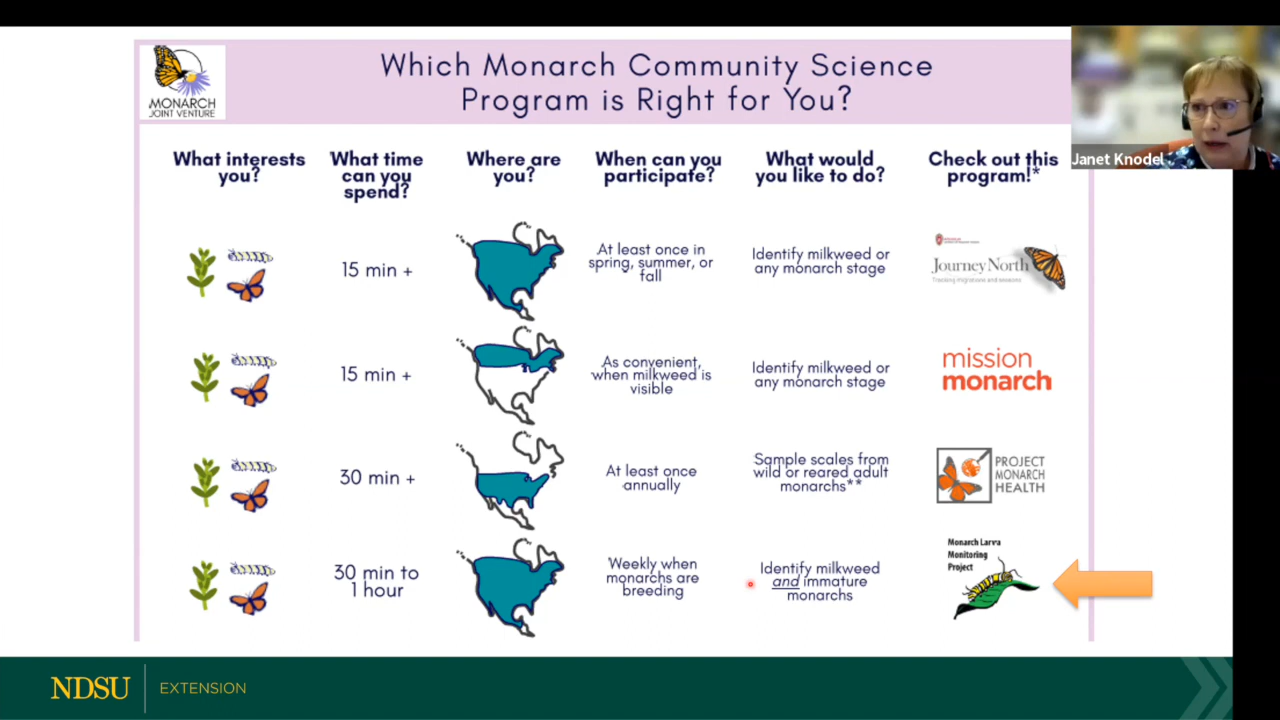 Which Monarch Community Science
Program is Right for You?
MONARCH
JOINT VENTURE
Janet Knodel
What interests
you?
What time
can you
spend?
Where are
you?
When can you
participate?
What would
you like to do?
Check out this
program!*
15 min +
At least once in
spring, summer, or
fall
Identify milkweed or
any monarch stage
Journey North
Tracking migrations and seasons
15 min +
As convenient,
when milkweed is
visible
Identify milkweed or
any monarch stage
mission
monarch
30 min +
At least once
annually
Sample scales from
wild or reared adult
monarchs**
PROJECT
MONARCH
HEALTH
30 min to
1 hour
Weekly when
monarchs are
breeding
Identify milkweed
and immature
monarchs
Monarch Larva
Monitoring
Project
NDSU
EXTENSION